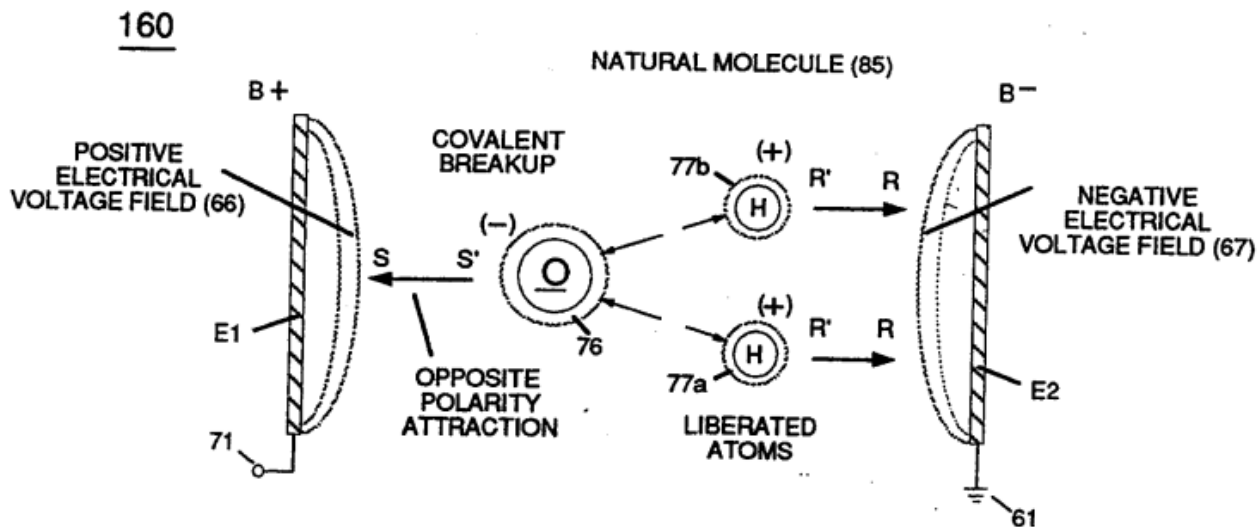 160
NATURAL MOLECULE (85)
B+
B-
POSITIVE
ELECTRICAL
VOLTAGE FIELD (66)
COVALENT
BREAKUP
77b
(+)
H
R' R
NEGATIVE
ELECTRICAL
VOLTAGE FIELD (67)
(-)
S S'
O
76
E1
OPPOSITE
POLARITY
ATTRACTION
(+)
H
R' R
77a
E2
LIBERATED
ATOMS
71
61